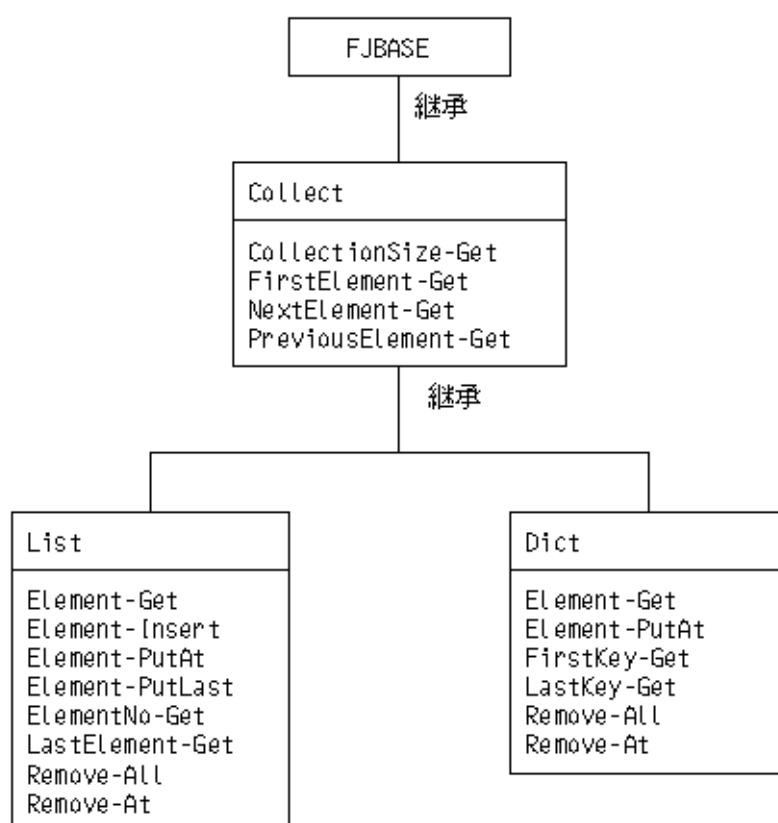 FJBASE
継承
Collect
CollectionSize-Get
FirstElement-Get
NextElement-Get
PreviousElement-Get
継承
List
Element-Get
Element-Insert
Element-PutAt
Element-PutLast
ElementNo-Get
LastElement-Get
Remove-All
Remove-At
Dict
Element-Get
Element-PutAt
FirstKey-Get
LastKey-Get
Remove-All
Remove-At